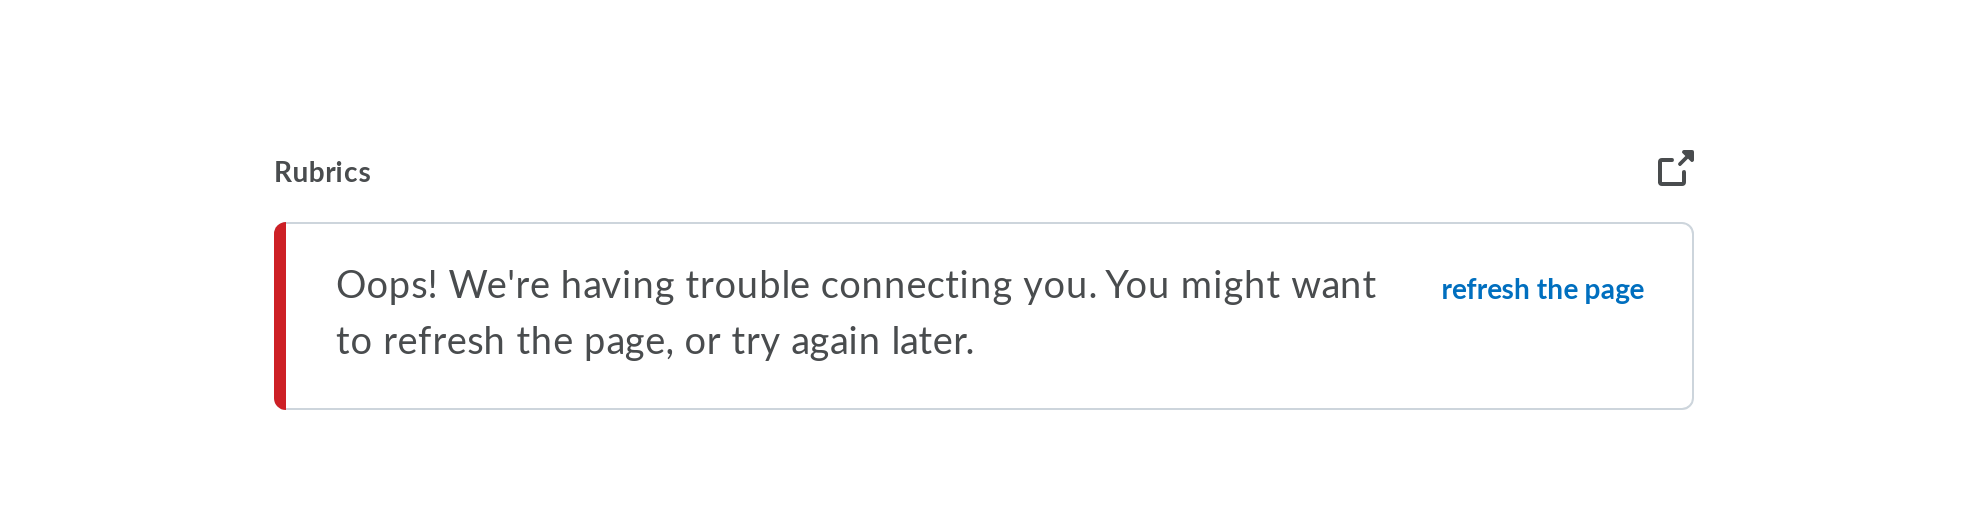 Rubrics
Oops! We're having trouble connecting you. You might want
to refresh the page, or try again later.
refresh the page